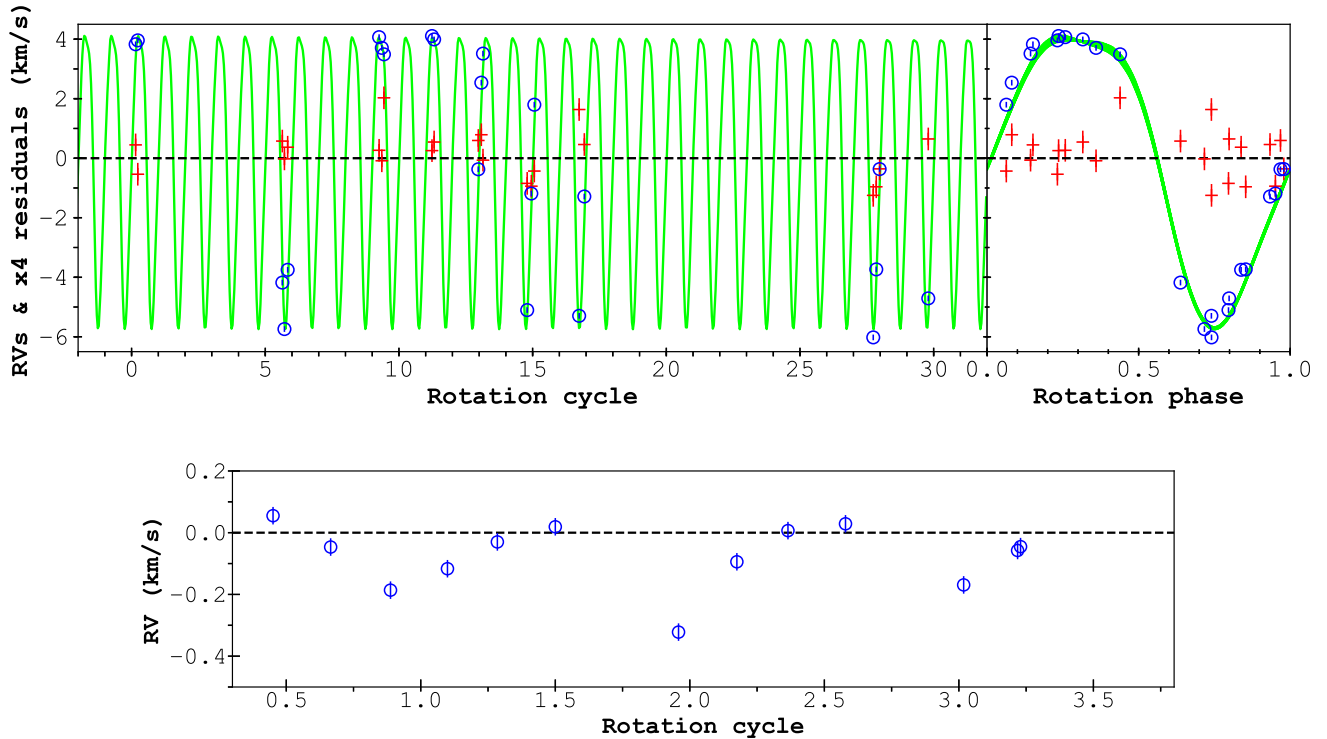 RVs & x4 residuals (km/s)
4
2
0
−2
−4
−6
0 5 10 15 20 25 30 0.0 0.5 1.0
Rotation cycle Rotation phase
RV (km/s)
0.2
0.0
−0.2
−0.4
0.5 1.0 1.5 2.0 2.5 3.0 3.5
Rotation cycle